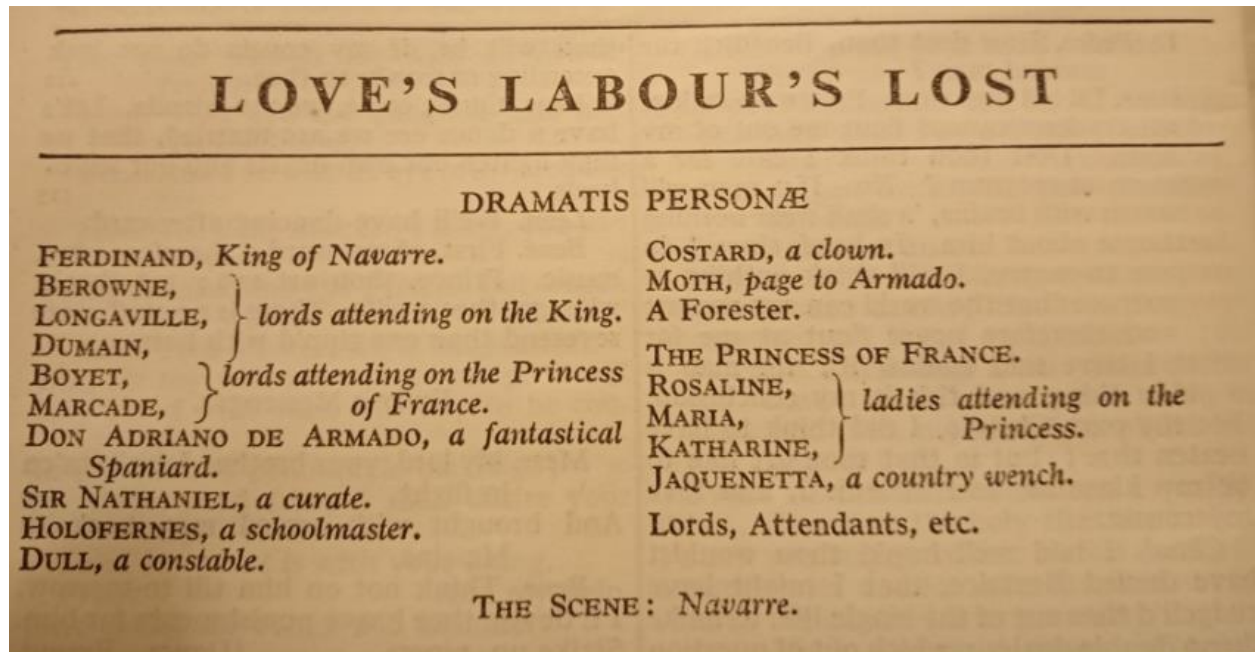 LOVE'S LABOUR'S LOST
DRAMATIS PERSONÆ
FERDINAND, King of Navarre.
BEROWNE,
LONGAVILLE, lords attending on the King.
DUMAIN,
BOYET, lords attending on the Princess
MARCADE, of France.
DON ADRIANO DE ARMADO, a fantastical
Spaniard.
SIR NATHANIEL, a curate.
HOLOFERNES, a schoolmaster.
DULL, a constable.
COSTARD, a clown.
MOTH, page to Armado.
A Forester.
THE PRINCESS OF FRANCE.
ROSALINE, ladies attending on the
MARIA, Princess.
KATHARINE,
JAQUENETTA, a country wench.
Lords, Attendants, etc.
THE SCENE: Navarre.